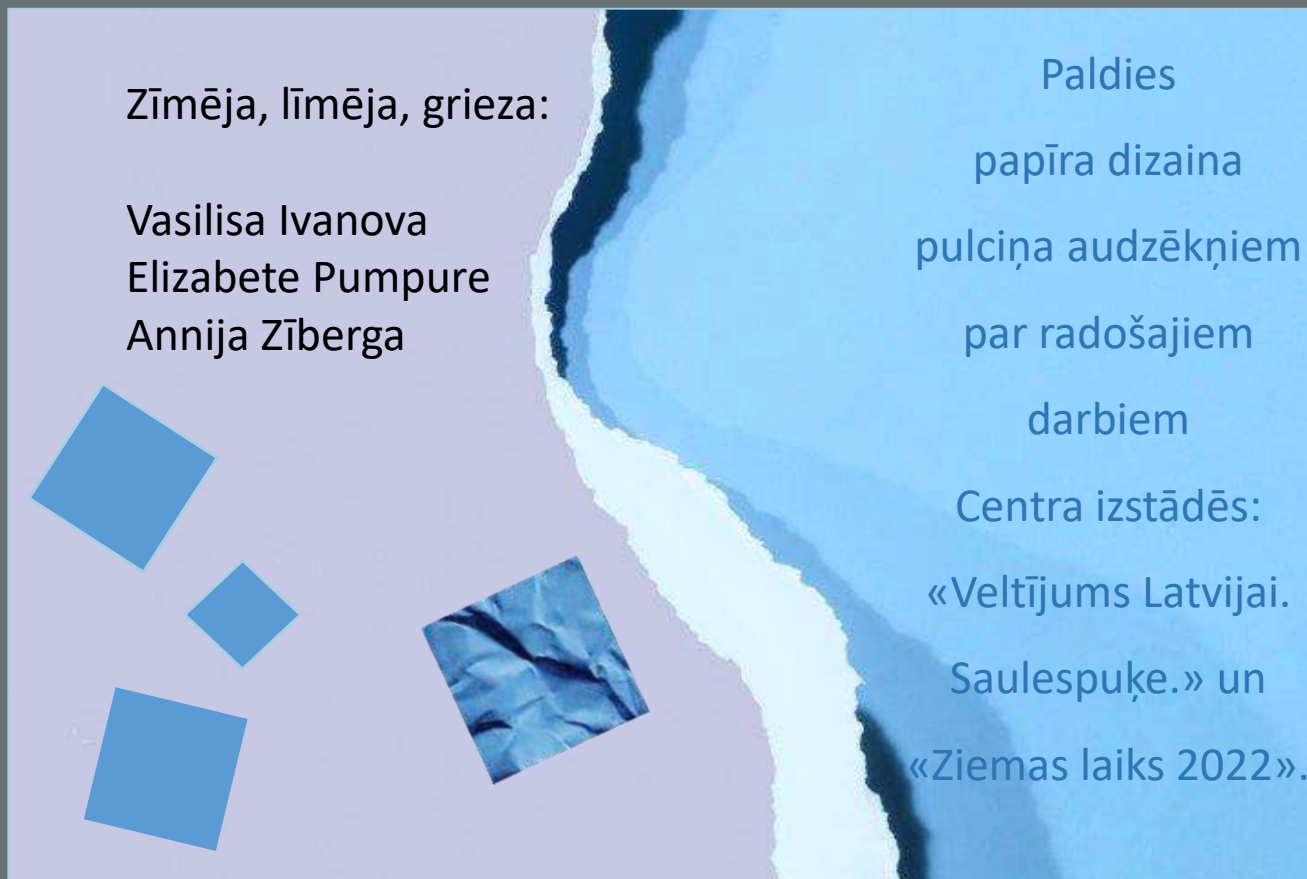 Zīmēja, līmēja, grieza:
Vasilisa Ivanova
Elizabete Pumpure
Annija Zīberga
Paldies
papīra dizaina
pulciņa audzēkņiem
par radošajiem
darbiem
Centra izstādēs:
«Veltījums Latvijai.
Saulespuķe.» un
«Ziemas laiks 2022».